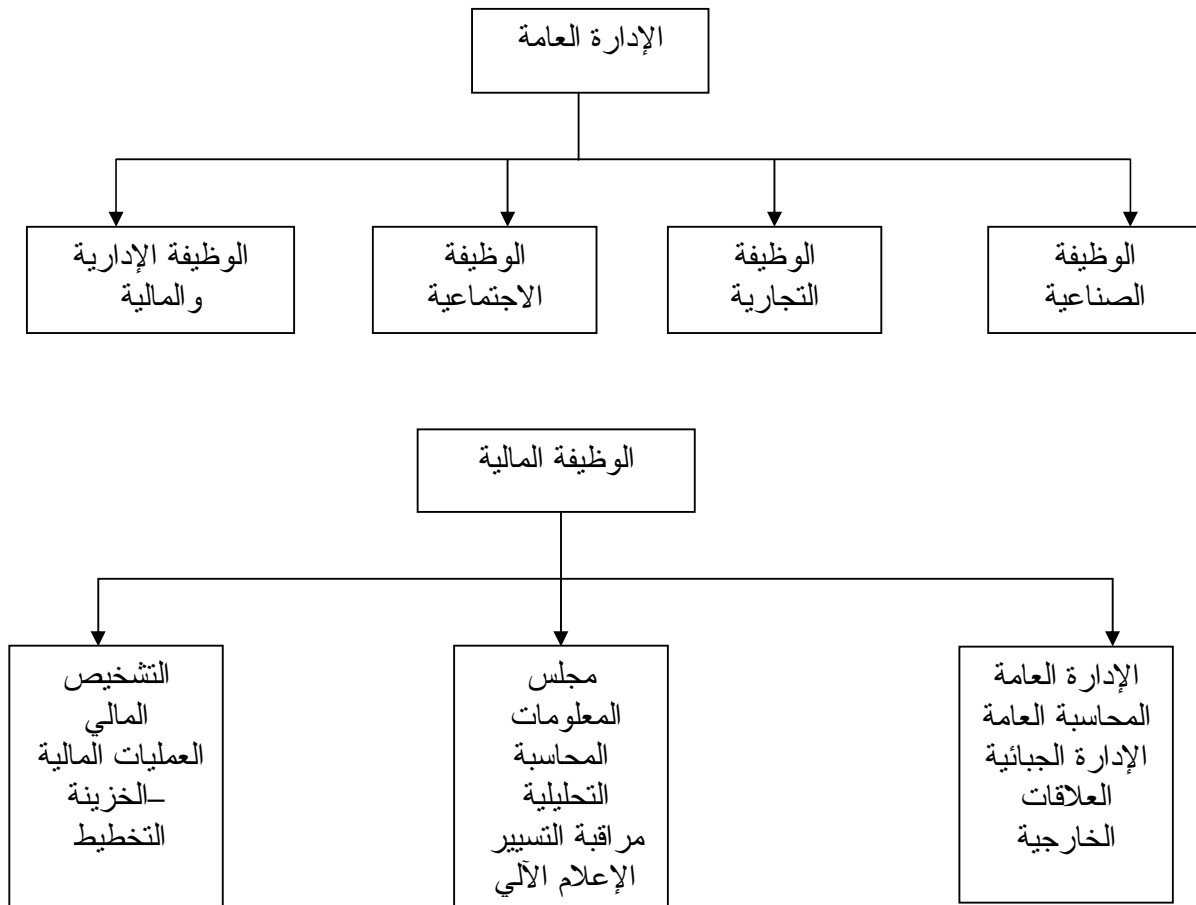 الإدارة العامة
الوظيفة
الصناعية
الوظيفة
التجارية
الوظيفة
الاجتماعية
الوظيفة الإدارية
والمالية
الوظيفة المالية
الإدارة العامة
المحاسبة العامة
الإدارة الجبائية
العلاقات
الخارجية
مجلس
المعلومات
المحاسبة
التحليلية
مراقبة التسيير
الإعلام الآلي
التشخيص
المالي
العمليات المالية
–الخزينة
التخطيط